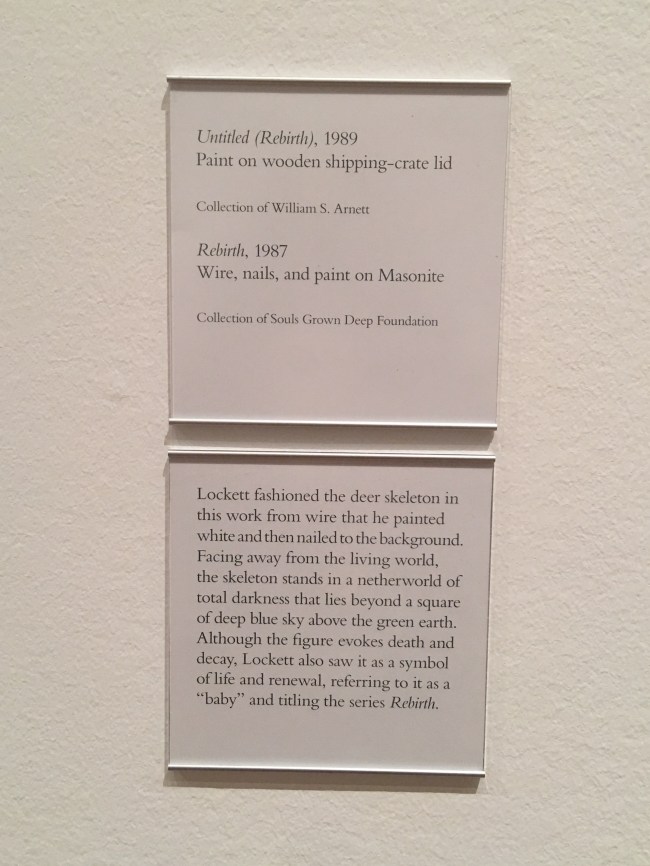 Untitled (Rebirth), 1989
Paint on wooden shipping-crate lid
Collection of William S. Arnett
Rebirth, 1987
Wire, nails, and paint on Masonite
Collection of Souls Grown Deep Foundation
Lockett fashioned the deer skeleton in
this work from wire that he painted
white and then nailed to the background.
Facing away from the living world,
the skeleton stands in a netherworld of
total darkness that lies beyond a square
of deep blue sky above the green earth.
Although the figure evokes death and
decay, Lockett also saw it as a symbol
of life and renewal, referring to it as a
“baby” and titling the series Rebirth.